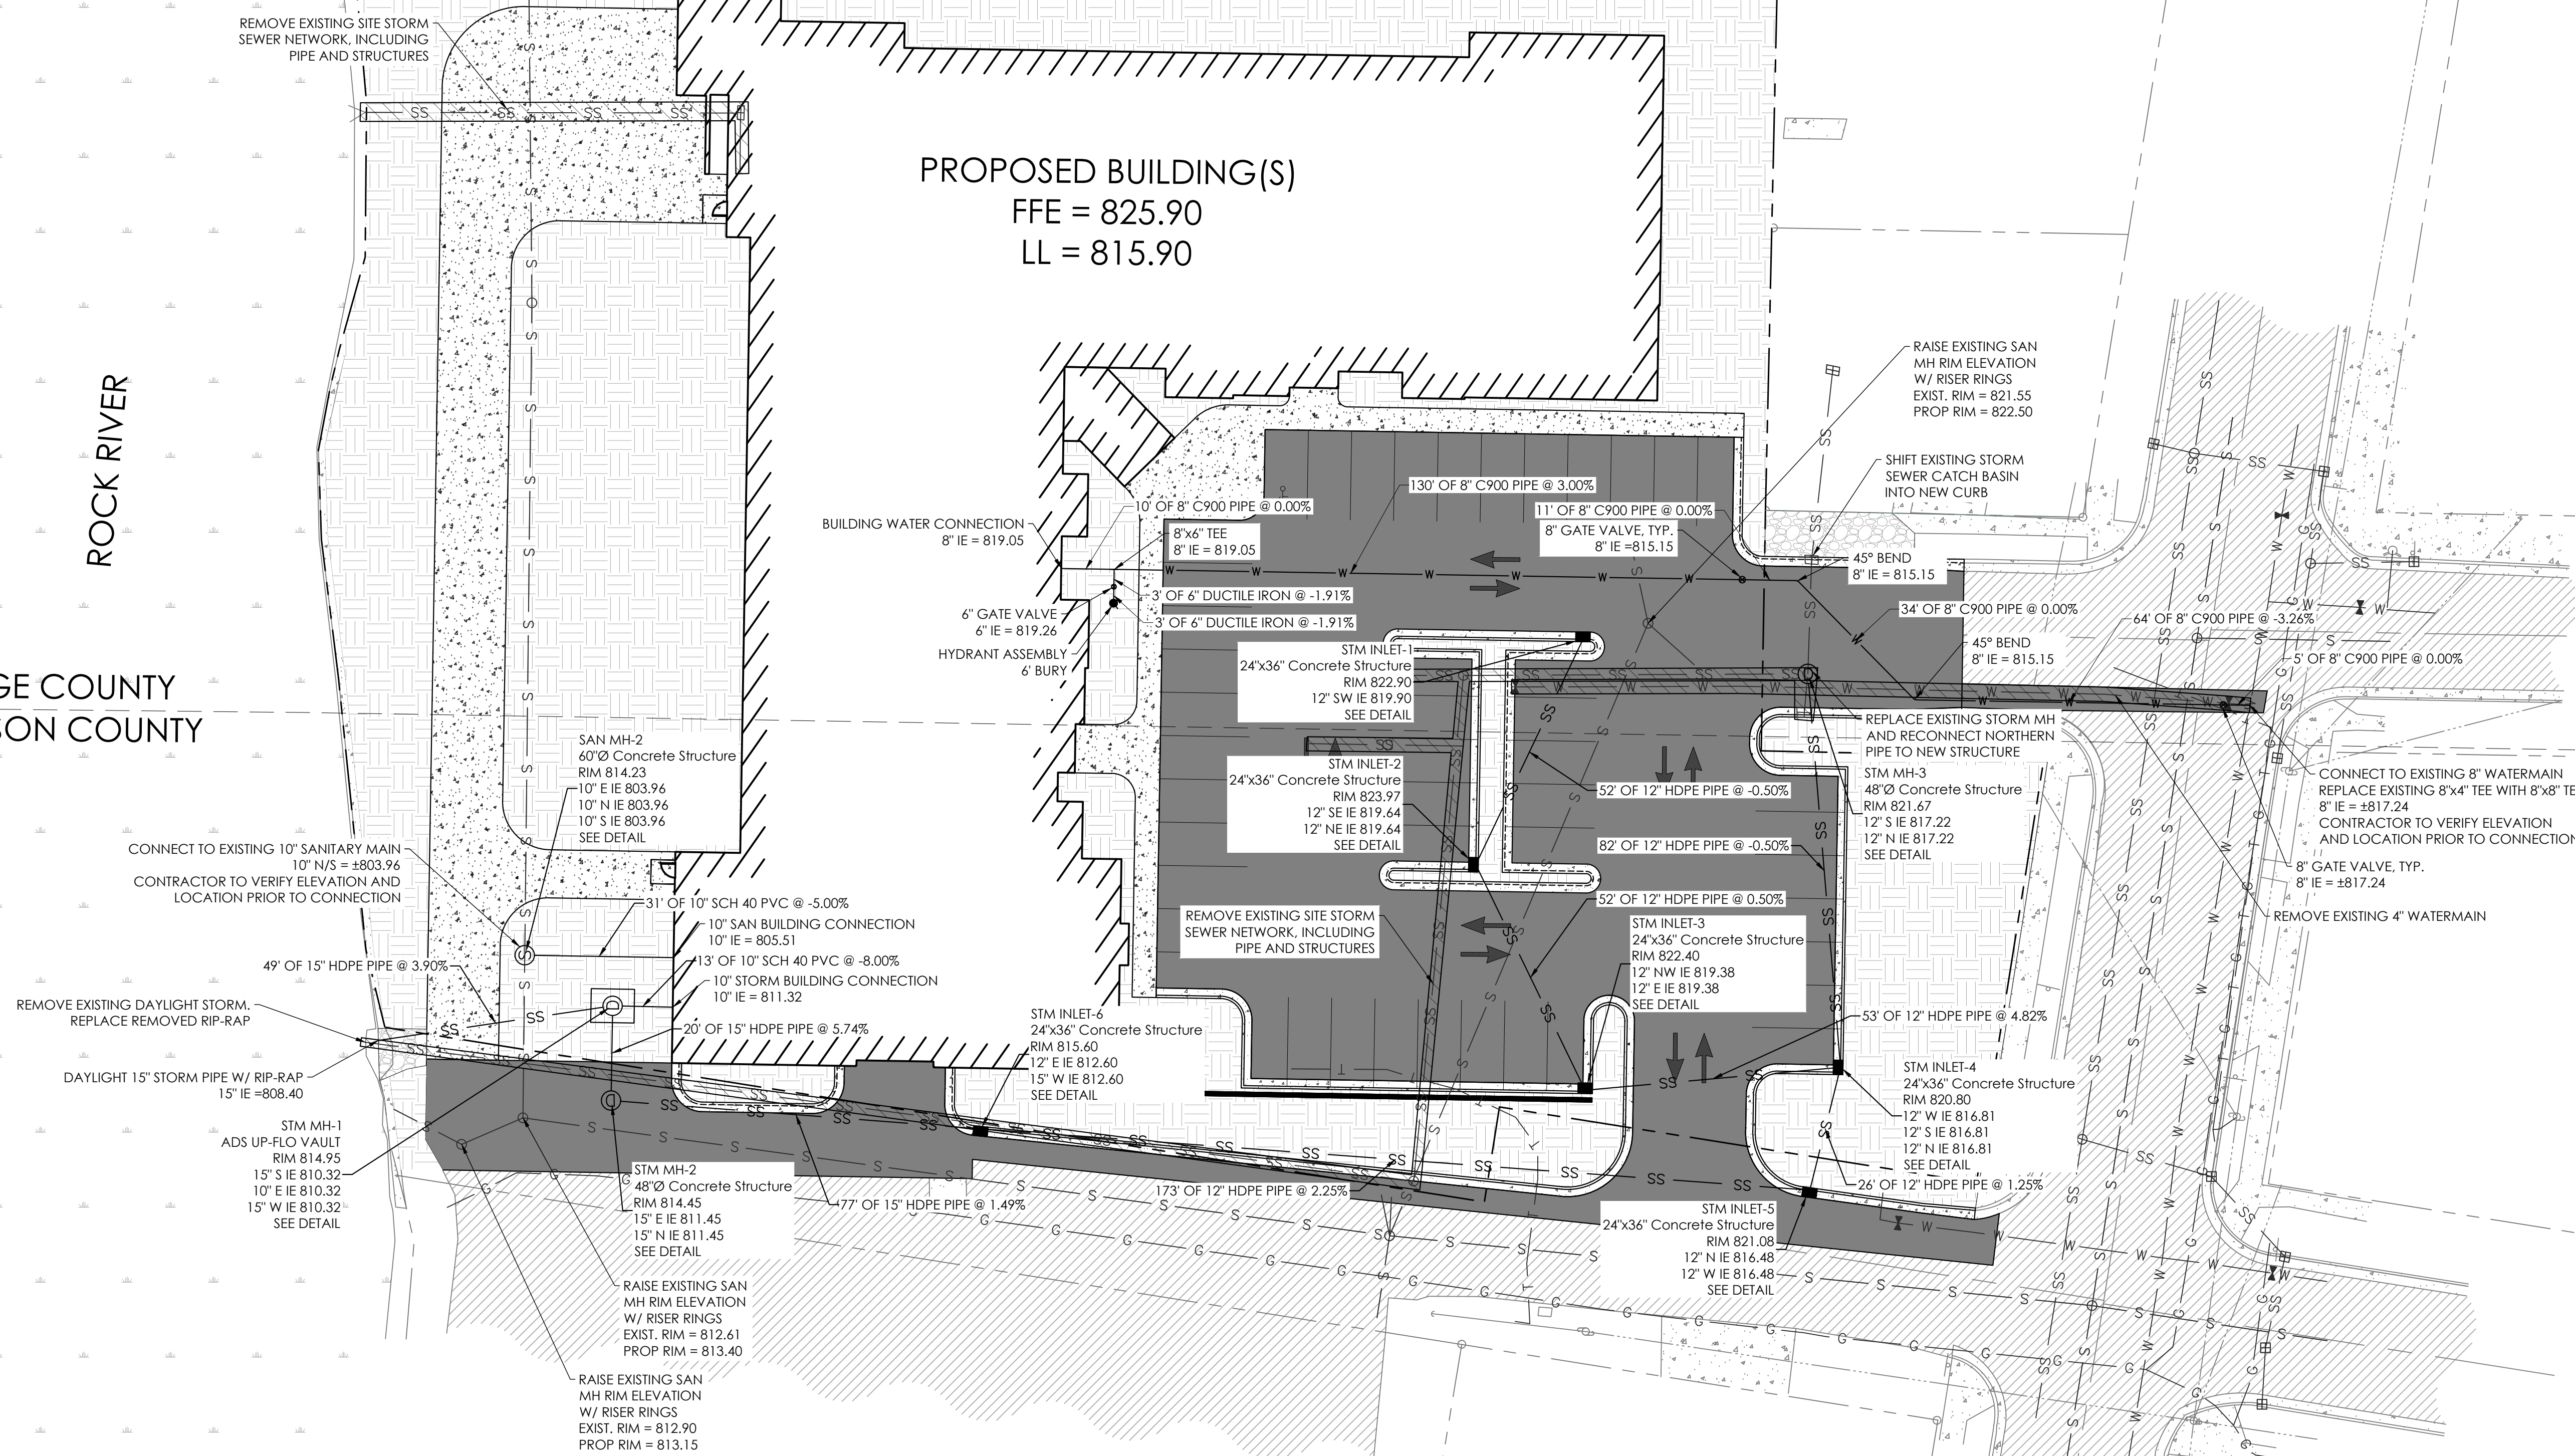 REMOVE EXISTING SITE STORM
SEWER NETWORK, INCLUDING
PIPE AND STRUCTURES
PROPOSED BUILDING(S)
FFE = 825.90
LL = 815.90
ROCK RIVER
GE COUNTY
SON COUNTY
RAISE EXISTING SAN
MH RIM ELEVATION
W/ RISER RINGS
EXIST. RIM = 821.55
PROP RIM = 822.50
SHIFT EXISTING STORM
SEWER CATCH BASIN
INTO NEW CURB
130' OF 8" C900 PIPE @ 3.00%
10' OF 8" C900 PIPE @ 0.00%
11' OF 8" C900 PIPE @ 0.00%
BUILDING WATER CONNECTION
8" IE = 819.05
8"x6" TEE
8" IE = 819.05
8" GATE VALVE, TYP.
8" IE =815.15
45° BEND
8" IE = 815.15
3' OF 6" DUCTILE IRON @ -1.91%
3' OF 6" DUCTILE IRON @ -1.91%
6" GATE VALVE
6" IE = 819.26
HYDRANT ASSEMBLY
6' BURY
34' OF 8" C900 PIPE @ 0.00%
64' OF 8" C900 PIPE @ -3.26%
45° BEND
8" IE = 815.15
5' OF 8" C900 PIPE @ 0.00%
STM INLET-1
24"x36" Concrete Structure
RIM 822.90
12" SW IE 819.90
SEE DETAIL
REPLACE EXISTING STORM MH
AND RECONNECT NORTHERN
PIPE TO NEW STRUCTURE
STM MH-3
48"Ø Concrete Structure
RIM 821.67
12" S IE 817.22
12" N IE 817.22
SEE DETAIL
CONNECT TO EXISTING 8" WATERMAIN
REPLACE EXISTING 8"x4" TEE WITH 8"x8" TE
8" IE = ±817.24
CONTRACTOR TO VERIFY ELEVATION
AND LOCATION PRIOR TO CONNECTION
8" GATE VALVE, TYP.
8" IE = ±817.24
REMOVE EXISTING 4" WATERMAIN
SAN MH-2
60"Ø Concrete Structure
RIM 814.23
10" E IE 803.96
10" N IE 803.96
10" S IE 803.96
SEE DETAIL
STM INLET-2
24"x36" Concrete Structure
RIM 823.97
12" SE IE 819.64
12" NE IE 819.64
SEE DETAIL
52' OF 12" HDPE PIPE @ -0.50%
82' OF 12" HDPE PIPE @ -0.50%
52' OF 12" HDPE PIPE @ 0.50%
CONNECT TO EXISTING 10" SANITARY MAIN
10" N/S = ±803.96
CONTRACTOR TO VERIFY ELEVATION AND
LOCATION PRIOR TO CONNECTION
31' OF 10" SCH 40 PVC @ -5.00%
10" SAN BUILDING CONNECTION
10" IE = 805.51
13' OF 10" SCH 40 PVC @ -8.00%
10" STORM BUILDING CONNECTION
10" IE = 811.32
49' OF 15" HDPE PIPE @ 3.90%
REMOVE EXISTING DAYLIGHT STORM.
REPLACE REMOVED RIP-RAP
20' OF 15" HDPE PIPE @ 5.74%
DAYLIGHT 15" STORM PIPE W/ RIP-RAP
15" IE =808.40
REMOVE EXISTING SITE STORM
SEWER NETWORK, INCLUDING
PIPE AND STRUCTURES
STM INLET-3
24"x36" Concrete Structure
RIM 822.40
12" NW IE 819.38
12" E IE 819.38
SEE DETAIL
STM INLET-6
24"x36" Concrete Structure
RIM 815.60
12" E IE 812.60
15" W IE 812.60
SEE DETAIL
53' OF 12" HDPE PIPE @ 4.82%
STM INLET-4
24"x36" Concrete Structure
RIM 820.80
12" W IE 816.81
12" S IE 816.81
12" N IE 816.81
SEE DETAIL
26' OF 12" HDPE PIPE @ 1.25%
STM MH-1
ADS UP-FLO VAULT
RIM 814.95
15" S IE 810.32
10" E IE 810.32
15" W IE 810.32
SEE DETAIL
STM MH-2
48"Ø Concrete Structure
RIM 814.45
15" E IE 811.45
15" N IE 811.45
SEE DETAIL
77' OF 15" HDPE PIPE @ 1.49%
173' OF 12" HDPE PIPE @ 2.25%
STM INLET-5
24"x36" Concrete Structure
RIM 821.08
12" N IE 816.48
12" W IE 816.48
SEE DETAIL
RAISE EXISTING SAN
MH RIM ELEVATION
W/ RISER RINGS
EXIST. RIM = 812.61
PROP RIM = 813.40
RAISE EXISTING SAN
MH RIM ELEVATION
W/ RISER RINGS
EXIST. RIM = 812.90
PROP RIM = 813.15